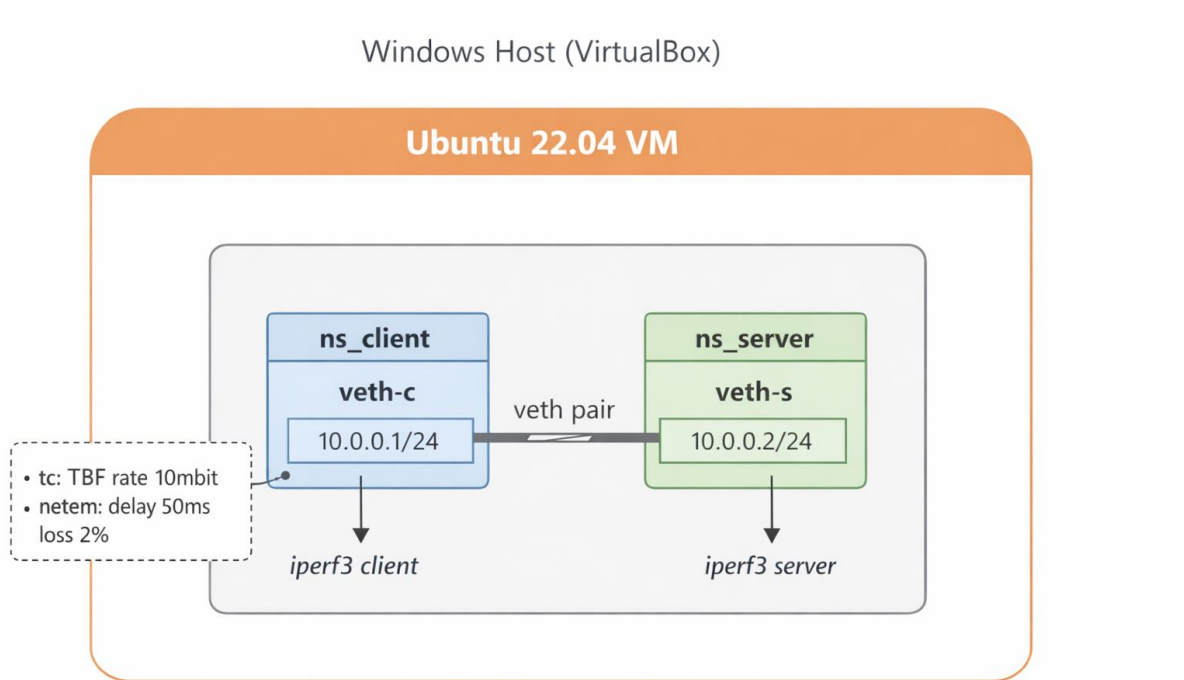 Windows Host (VirtualBox)
Ubuntu 22.04 VM
ns_client
veth-c
10.0.0.1/24
veth pair
ns_server
veth-s
10.0.0.2/24
• tc: TBF rate 10mbit
• netem: delay 50ms
loss 2%
iperf3 client
iperf3 server